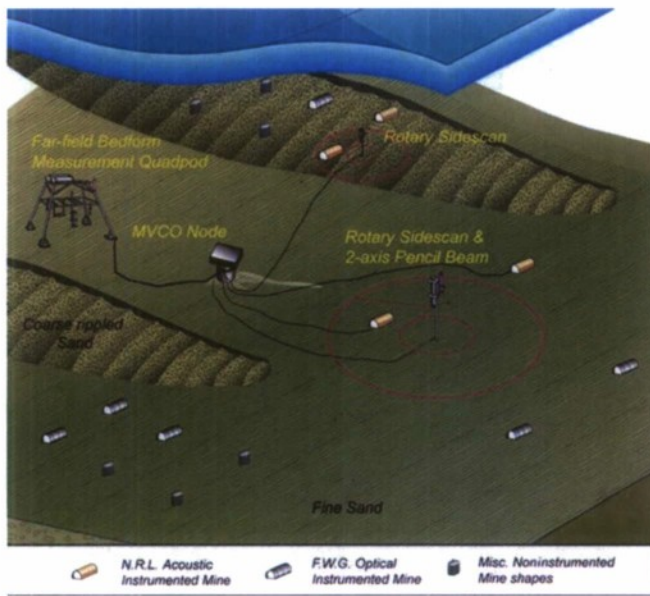 Rotary Sidescan
Far-field Bedform
Measurement Quadpod
MVCO Node
Rotary Sidescan &
2-axis Pencil Beam
Coarse rippled
Sand
Fine Sand
N.R.L. Acoustic
Instrumented Mine
F.W.G. Optical
Instrumented Mine
Misc. Noninstrumented
Mine shapes